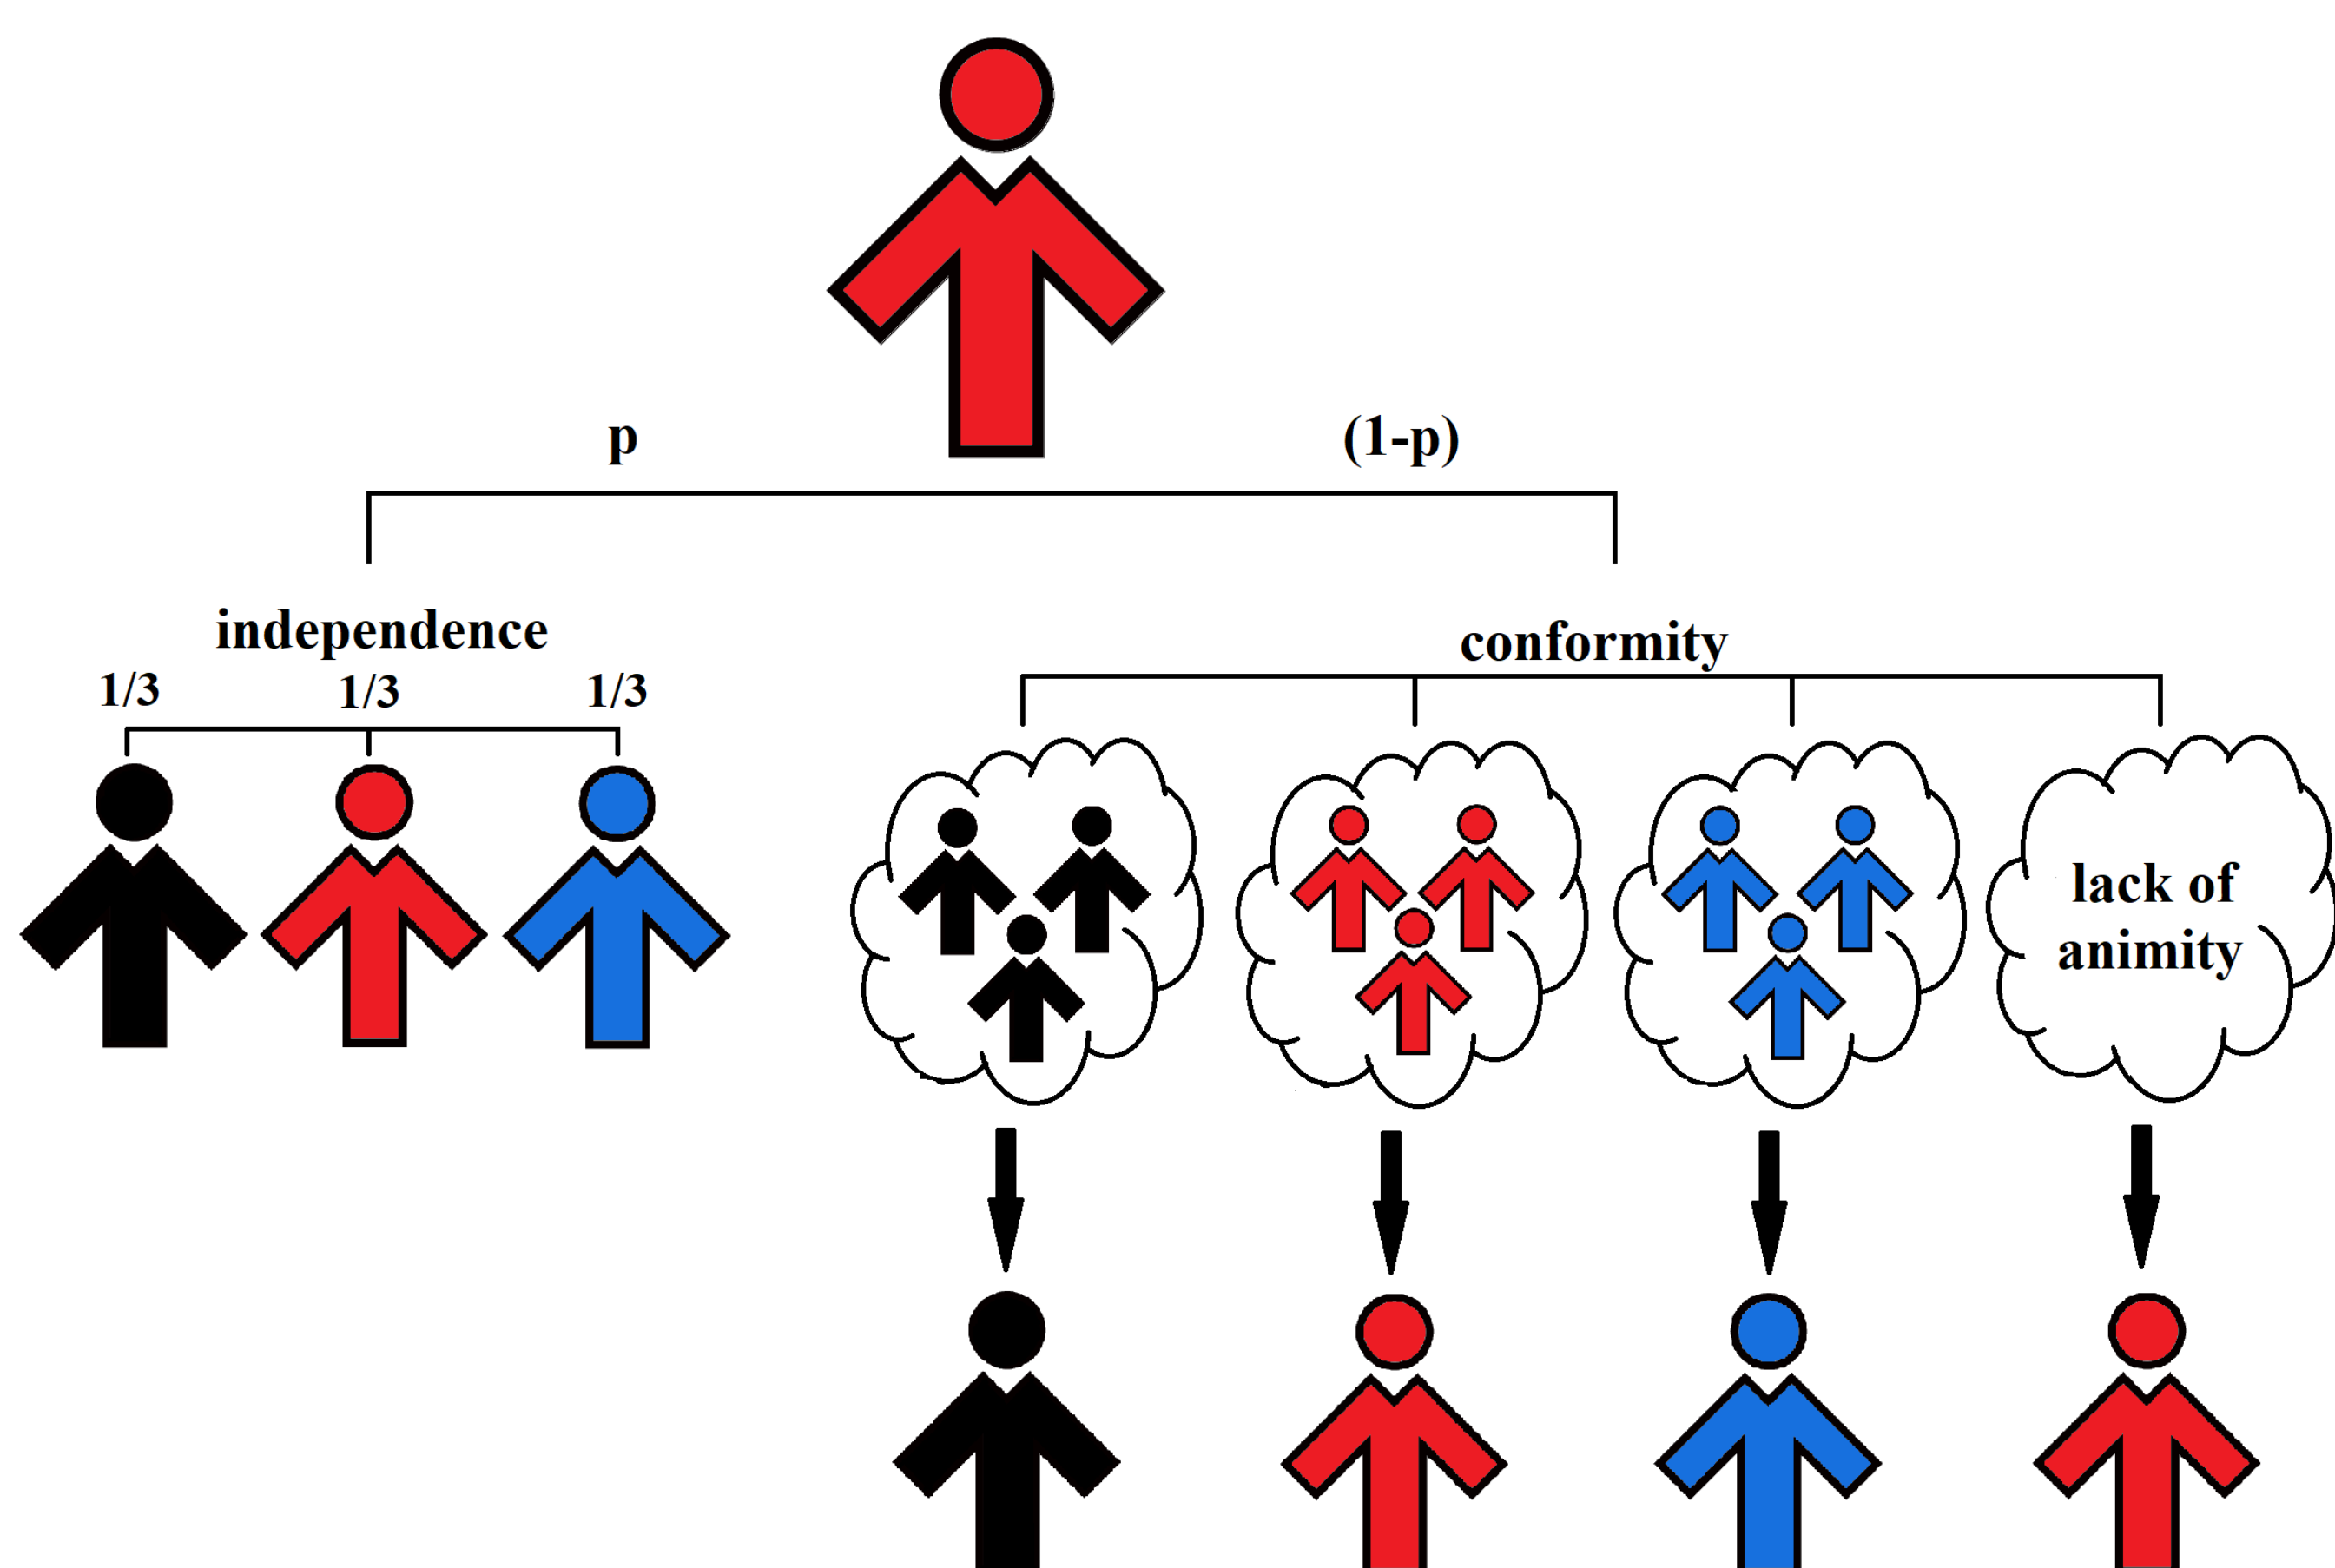 p
(1-p)
independence
conformity
1/3
1/3
1/3
lack of
animity